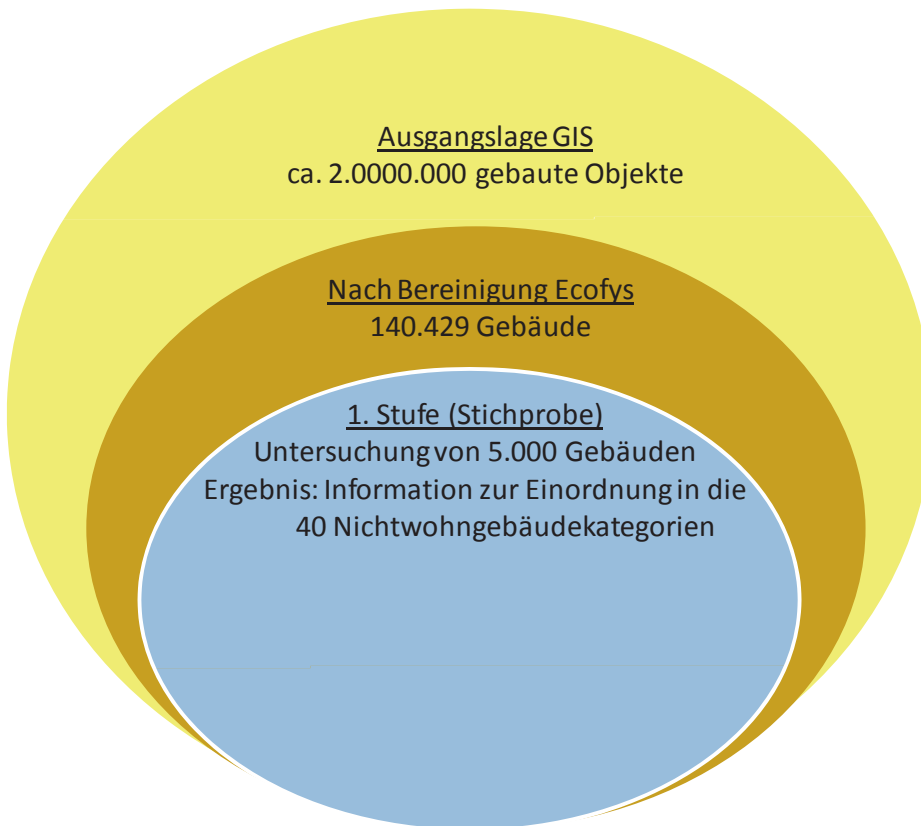 Ausgangslage GIS
ca. 2.0000.000 gebaute Objekte
Nach Bereinigung Ecofys
140.429 Gebäude
1. Stufe (Stichprobe)
Untersuchung von 5.000 Gebäuden
Ergebnis: Information zur Einordnung in die
40 Nichtwohngebäudekategorien